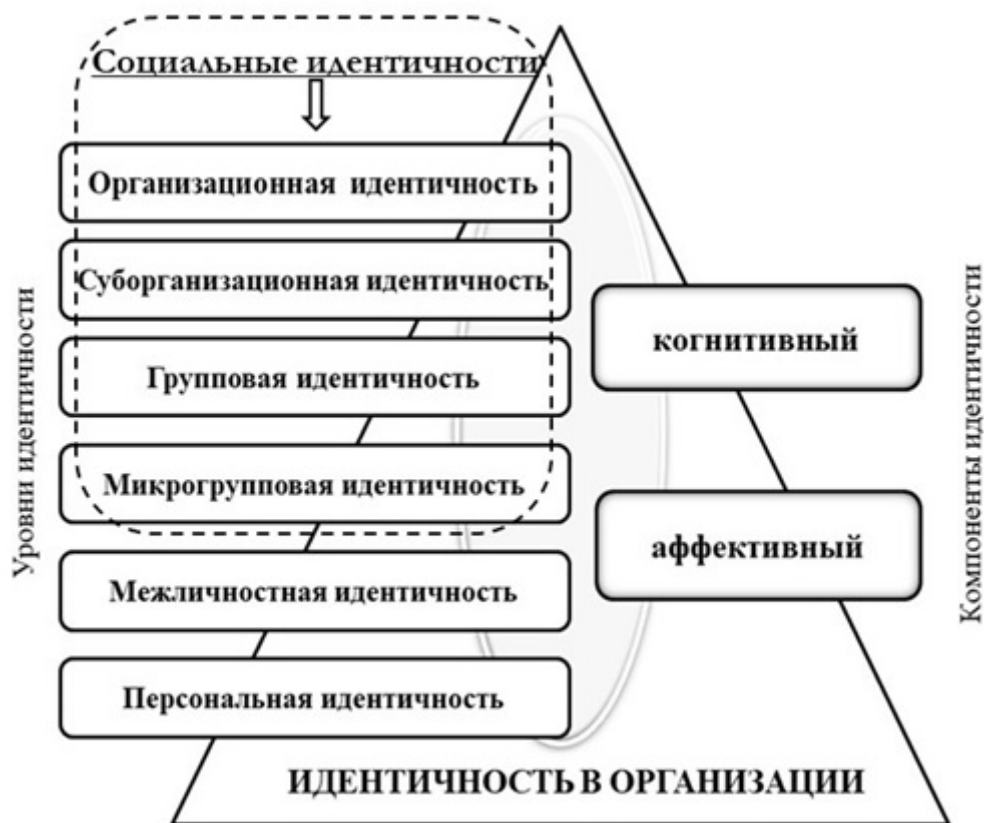 Социальные идентичности
Организационная идентичность
Суборганизационная идентичность
Групповая идентичность
Микрогрупповая идентичность
Межличностная идентичность
Персональная идентичность
Уровни идентичности
когнитивный
аффективный
Компоненты идентичности
ИДЕНТИЧНОСТЬ В ОРГАНИЗАЦИИ